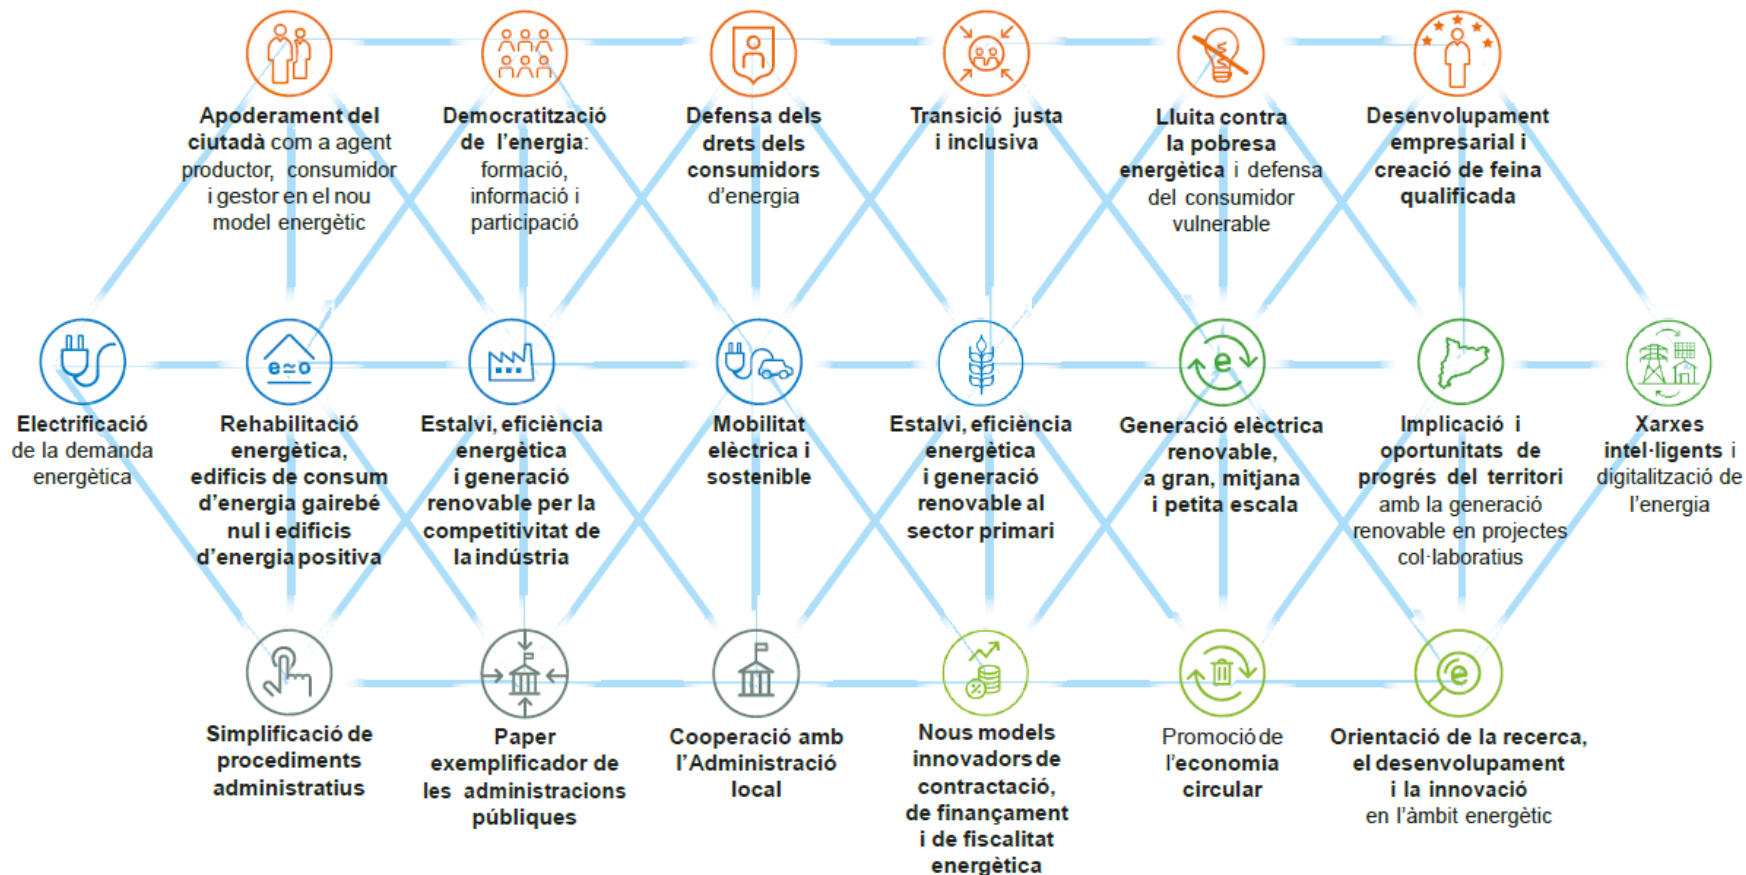 Apoderament del
ciutadà com a agent
productor, consumidor
i gestor en el nou
model energètic
Democratització
de l'energia:
formació,
informació i
participació
Defensa dels
drets dels
consumidors
d'energia
Transició justa
i inclusiva
Lluita contra
la pobresa
energètica i defensa
del consumidor
vulnerable
Desenvolupament
empresarial i
creació de feina
qualificada
Electrificació
de la demanda
energètica
e≃o
Rehabilitació
energètica,
edificis de consum
d'energia gairebé
nul i edificis
d'energia positiva
Estalvi, eficiència
energètica
i generació
renovable per la
competitivitat de
la indústria
Mobilitat
elèctrica i
sostenible
Estalvi, eficiència
energètica
i generació
renovable al
sector primari
e
Generació elèctrica
renovable,
a gran, mitjana
i petita escala
Implicació i
oportunitats de
progrés del territori
amb la generació
renovable en projectes
col·laboratius
Xarxes
intel·ligents i
digitalització de
l'energia
Simplificació de
procediments
administratius
Paper
exemplificador de
les administracions
públiques
Cooperació amb
l'Administració
local
%
Nous models
innovadors de
contractació,
de finançament
i de fiscalitat
energètica
Promoció de
l'economia
circular
e
Orientació de la recerca,
el desenvolupament
i la innovació
en l'àmbit energètic